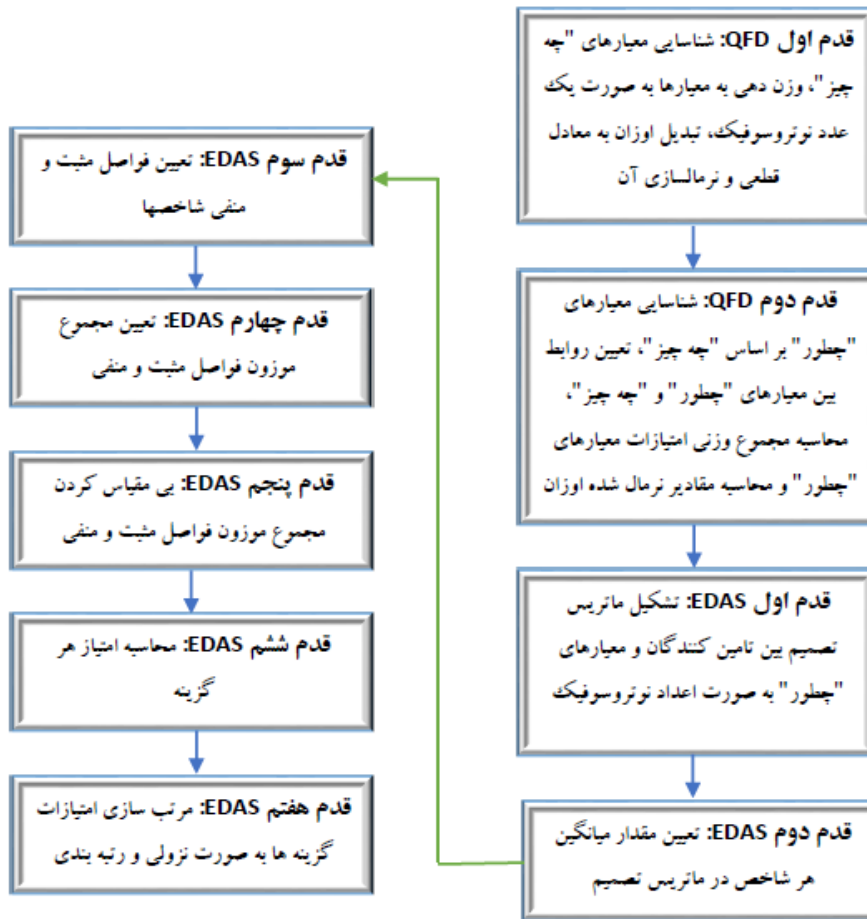 قدم اول QFD: شناسایی معیارهای "چه
چیز"، وزن دهی به معیارها به صورت یک
عدد نوتروسوفیک، تبدیل اوزان به معادل
قطعی و نرمالسازی آن
قدم دوم QFD: شناسایی معیارهای
"چطور" بر اساس "چه چیز"، تعیین روابط
بین معیارهای "چطور" و "چه چیز"،
محاسبه مجموع وزنی امتیازات معیارهای
"چطور" و محاسبه مقادیر نرمال شده اوزان
قدم اول EDAS: تشکیل ماتریس
تصمیم بین تامین کنندگان و معیارهای
"چطور" به صورت اعداد نوتروسوفیک
قدم دوم EDAS: تعیین مقدار میانگین
هر شاخص در ماتریس تصمیم
قدم سوم EDAS: تعیین فواصل مثبت و
منفی شاخصها
قدم چهارم EDAS: تعیین مجموع
موزون فواصل مثبت و منفی
قدم پنجم EDAS: بی مقیاس کردن
مجموع موزون فواصل مثبت و منفی
قدم ششم EDAS: محاسبه امتیاز هر
گزینه
قدم هفتم EDAS: مرتب سازی امتیازات
گزینه ها به صورت نزولی و رتبه بندی